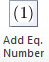 (1)
Add Eq.
Number